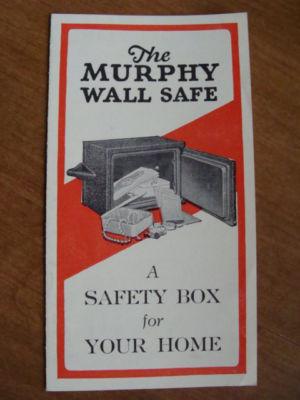 The
MURPHY
WALL SAFE
A
SAFETY BOX
for
YOUR HOME